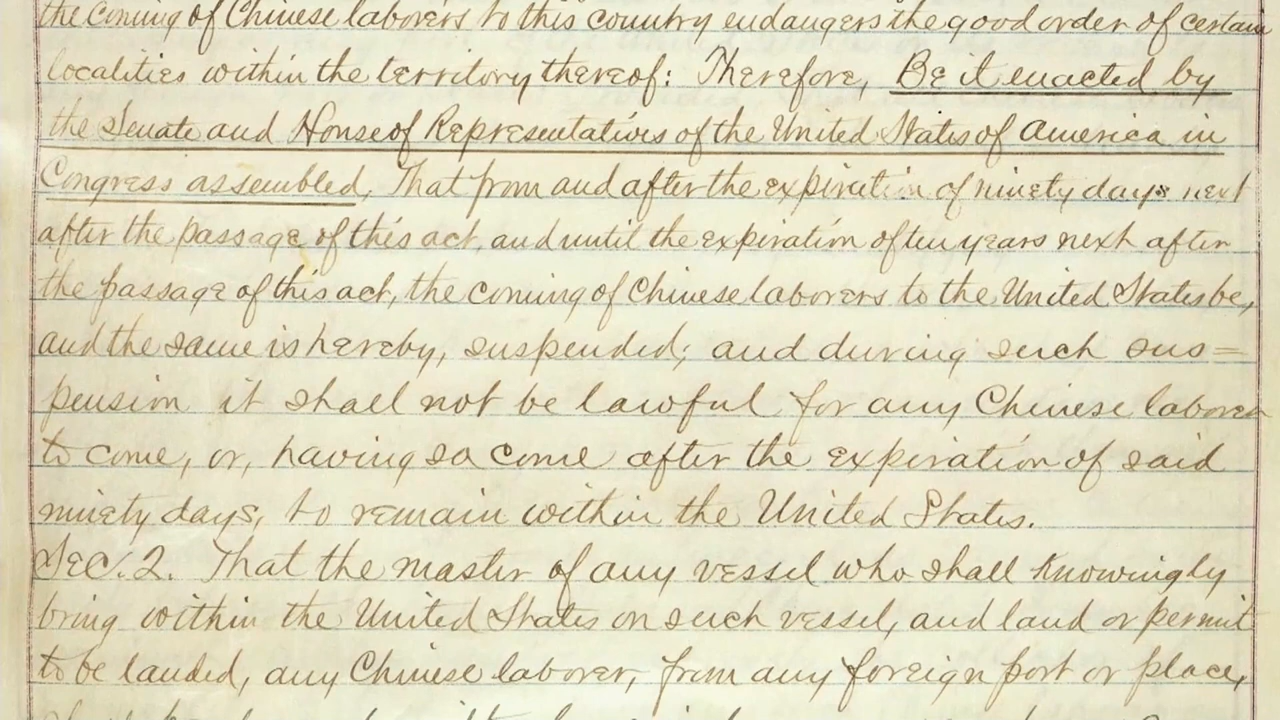 the coming of Chinese laborers to this country endangers the good order of certain
localities within the territory thereof: Therefore, Be it enacted by
the Senate and House of Representatives of the United States of America in
Congress assembled, That from and after the expiration of ninety days next
after the passage of this act, and until the expiration of ten years next after
the passage of this act, the coming of Chinese laborers to the United States be,
and the same is hereby, suspended; and during such sus=
pension it shall not be lawful for any Chinese laborer
to come, or, having so come after the expiration of said
ninety days, to remain within the United States.
Sec. 2. That the master of any vessel who shall knowingly
bring within the United States on such vessel, and land or permit
to be landed, any Chinese laborer, from any foreign port or place,